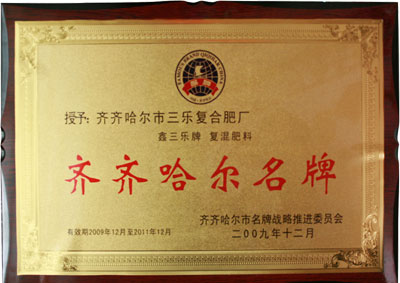 授予：齐齐哈尔市三乐复合肥厂
鑫三乐牌 复混肥料
齐齐哈尔名牌
有效期2009年12月至2011年12月
齐齐哈尔市名牌战略推进委员会
二00九年十二月